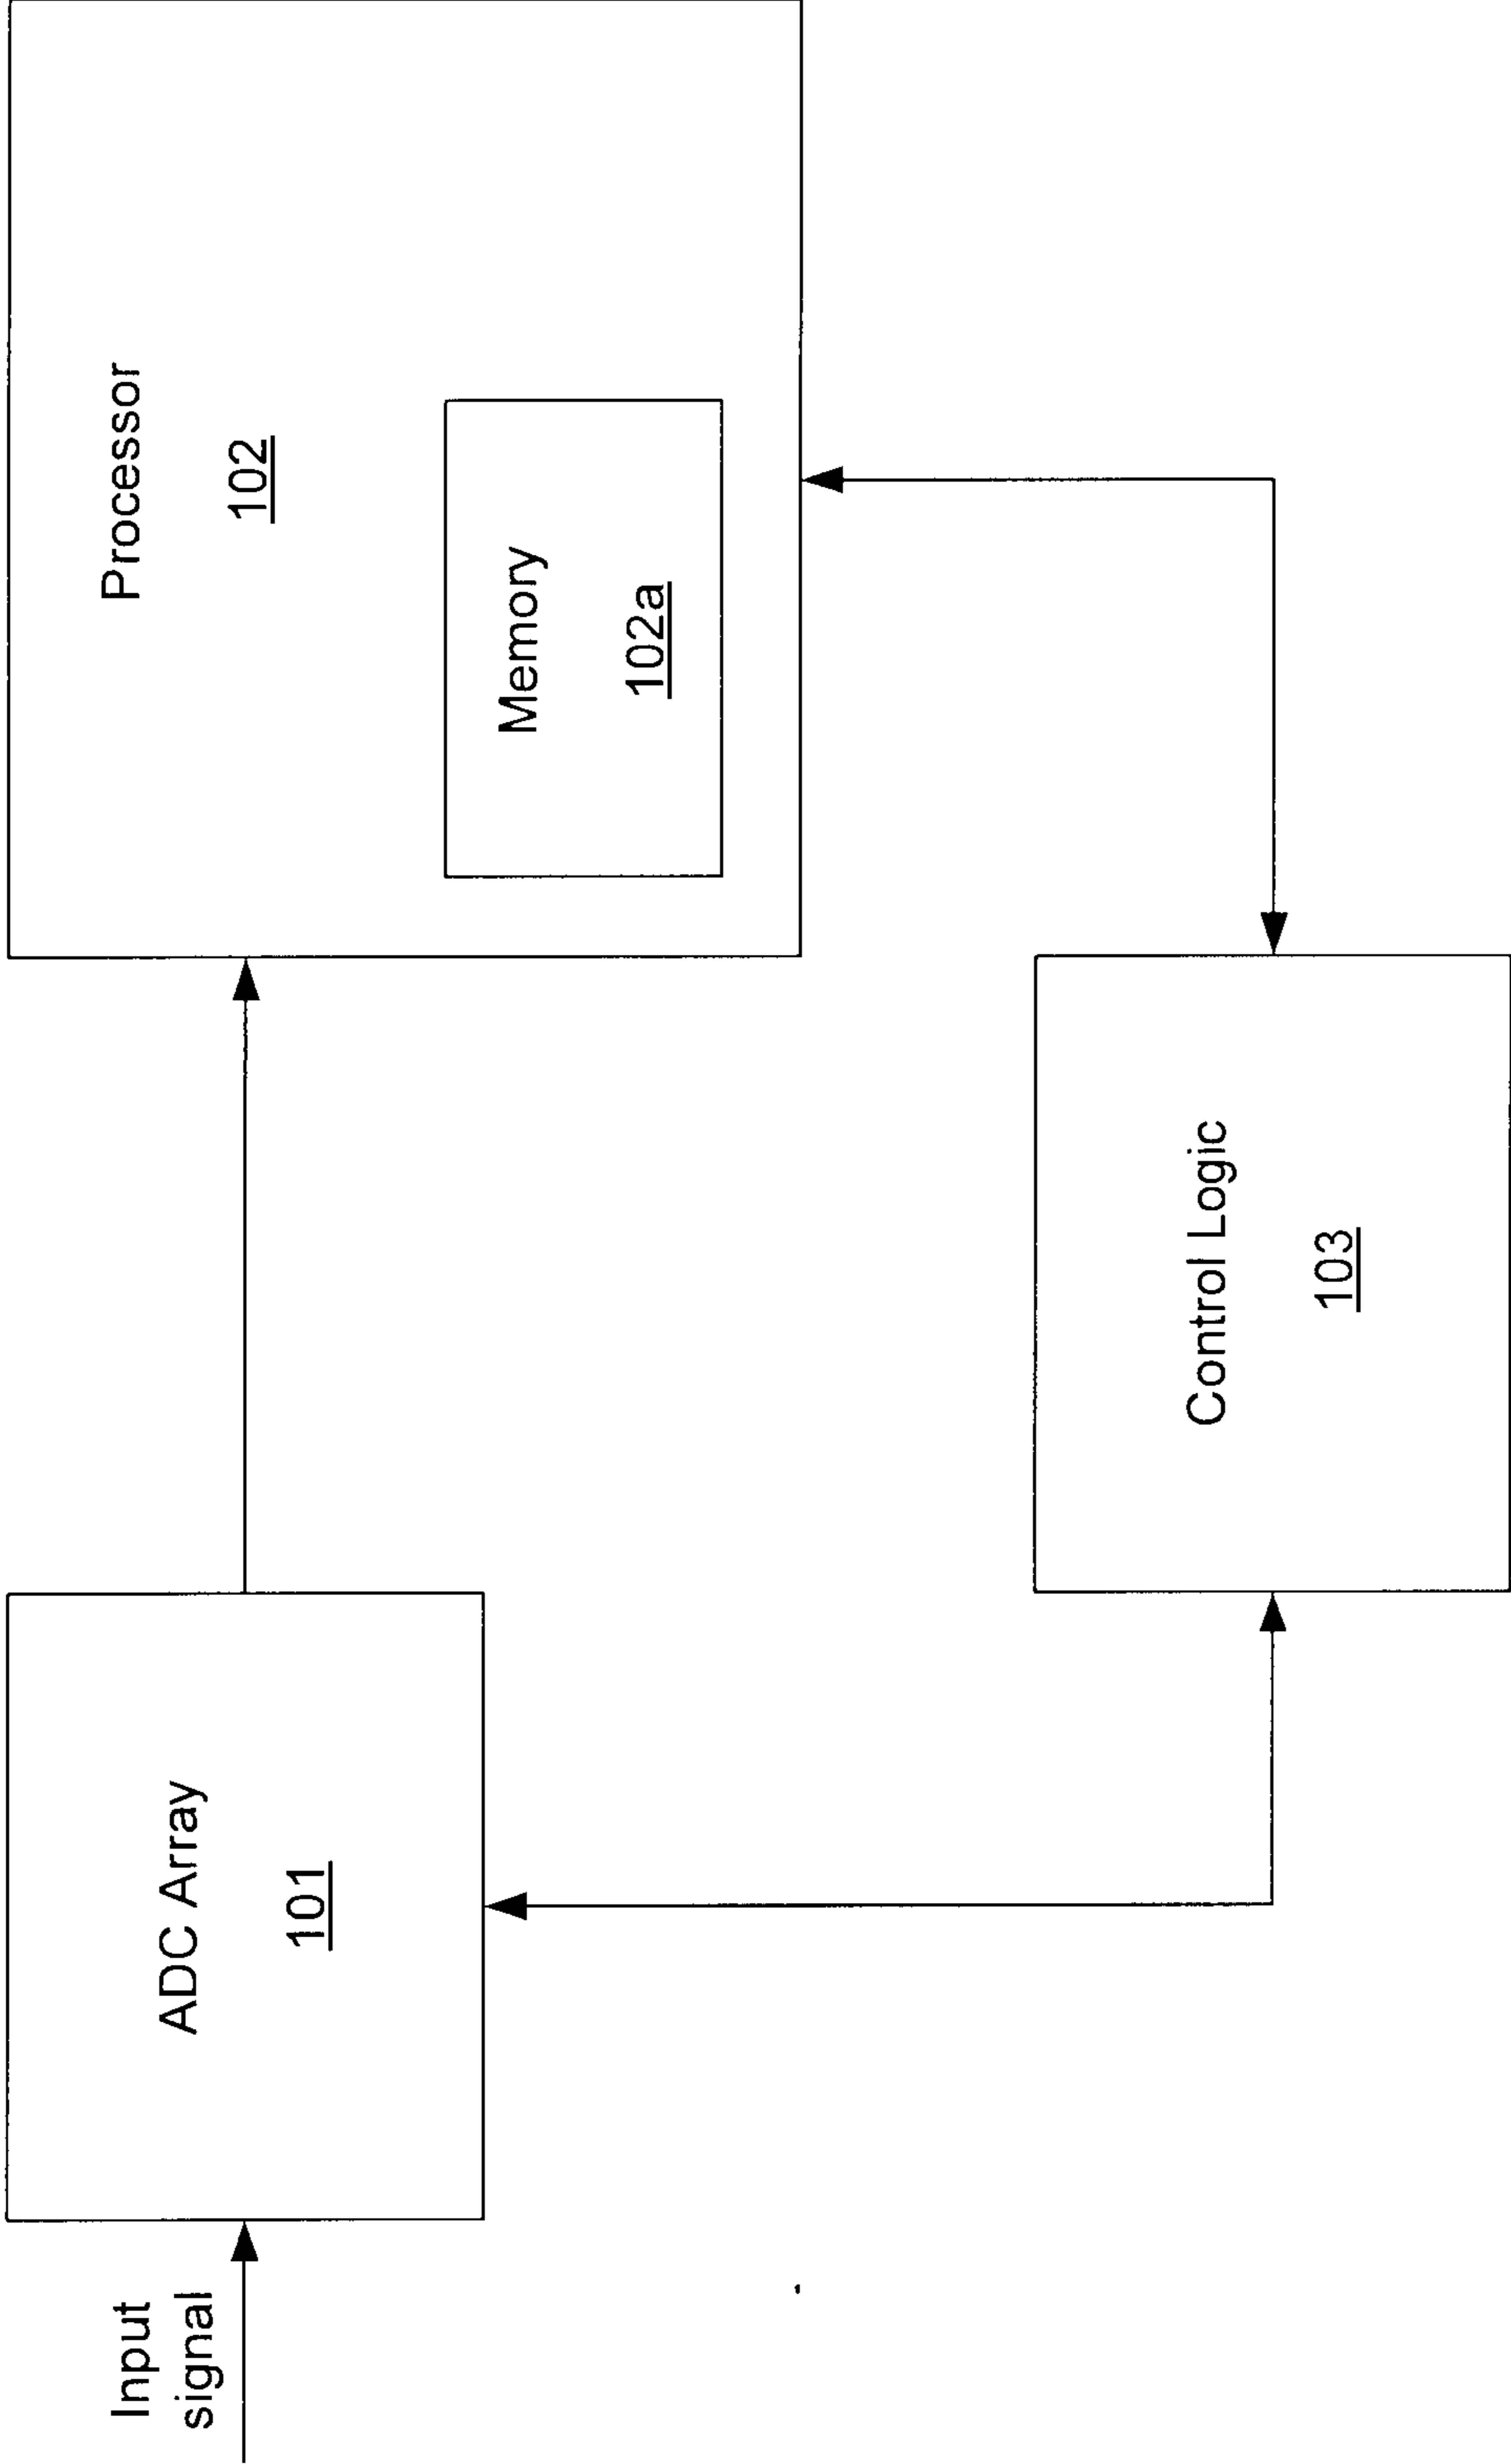 Input
signal
ADC Array
101
Processor
102
Memory
102a
Control Logic
103